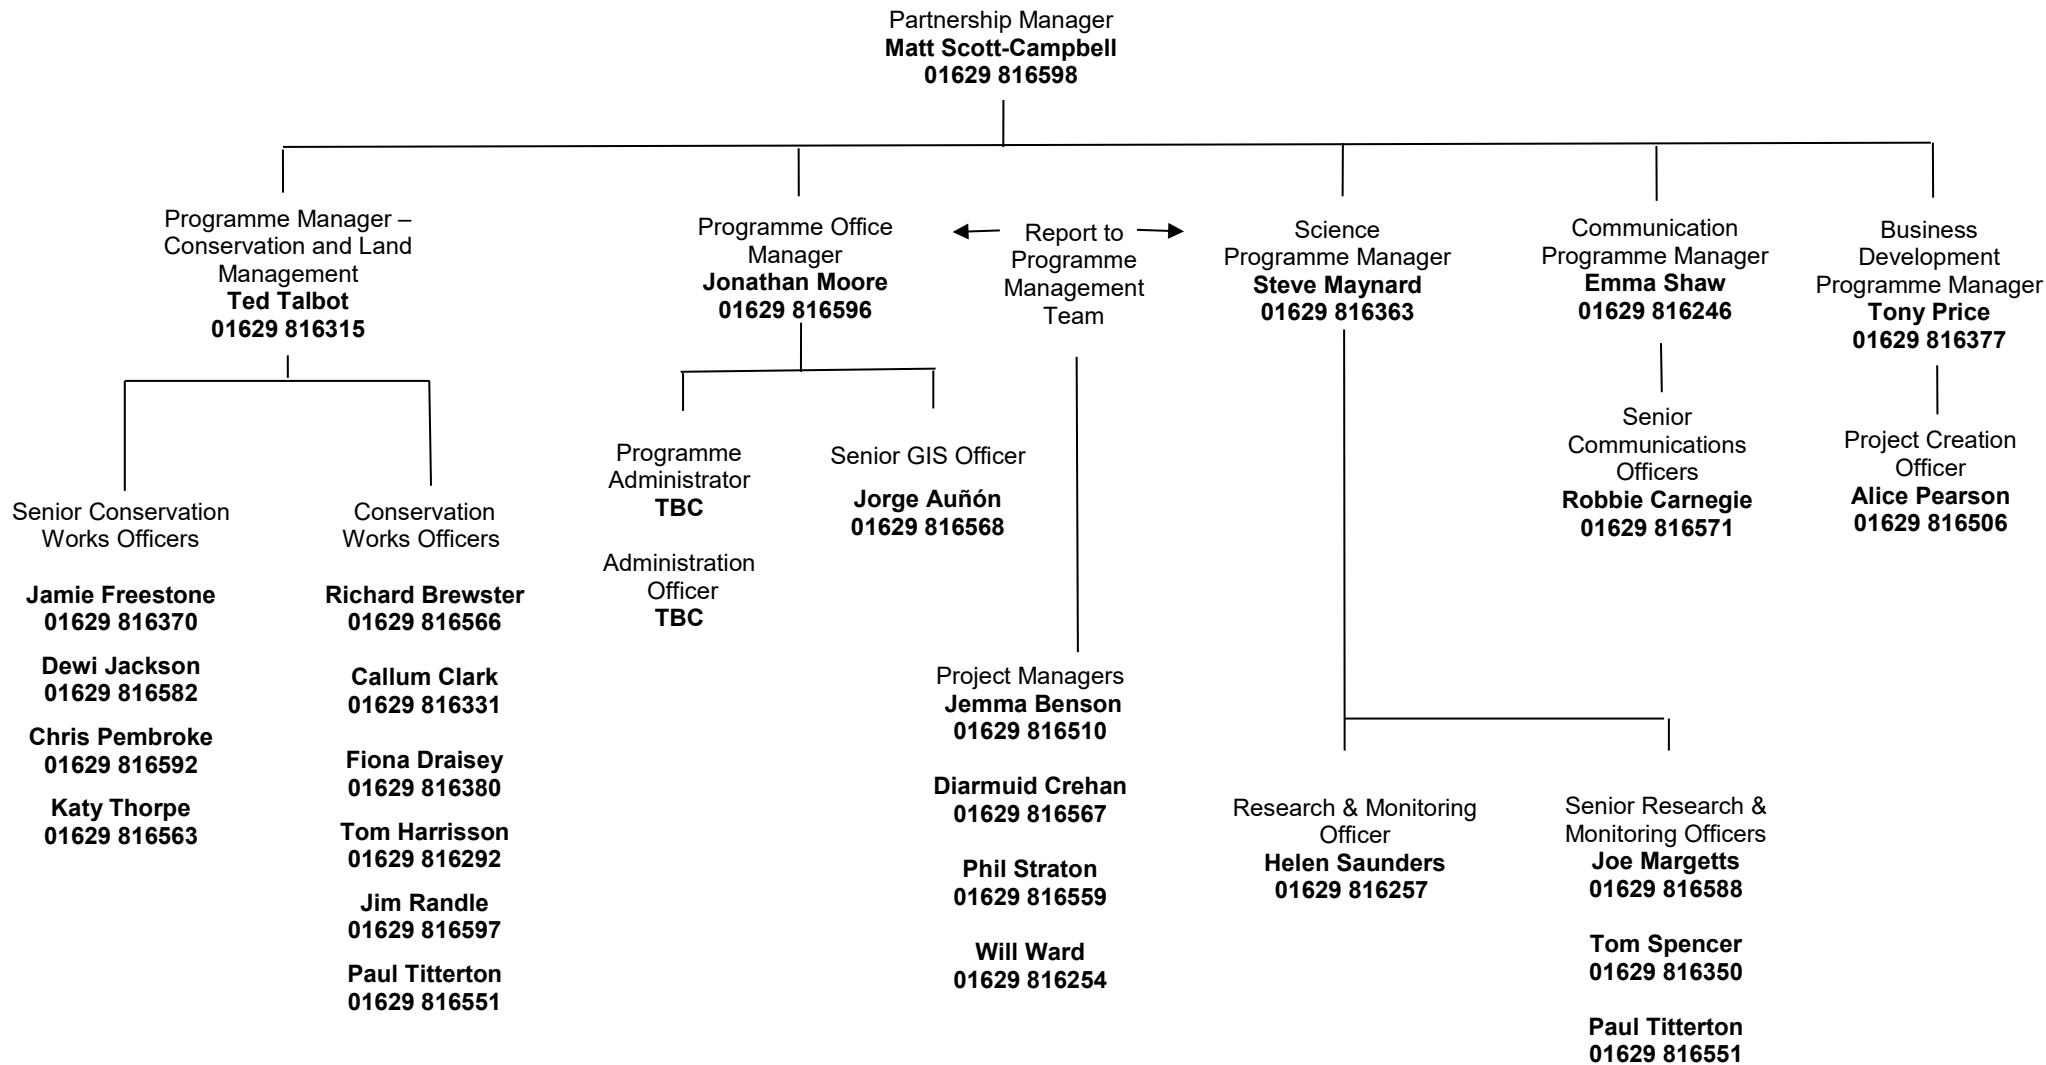 Partnership Manager
Matt Scott-Campbell
01629 816598
Programme Manager –
Conservation and Land
Management
Ted Talbot
01629 816315
Senior Conservation
Works Officers
Jamie Freestone
01629 816370
Dewi Jackson
01629 816582
Chris Pembroke
01629 816592
Katy Thorpe
01629 816563
Conservation
Works Officers
Richard Brewster
01629 816566
Callum Clark
01629 816331
Fiona Draisey
01629 816380
Tom Harrisson
01629 816292
Jim Randle
01629 816597
Paul Titterton
01629 816551
Programme Office
Manager
Jonathan Moore
01629 816596
Programme
Administrator
TBC
Administration
Officer
TBC
Senior GIS Officer
Jorge Auñón
01629 816568
Report to
Programme
Management
Team
Project Managers
Jemma Benson
01629 816510
Diarmuid Crehan
01629 816567
Phil Straton
01629 816559
Will Ward
01629 816254
Science
Programme Manager
Steve Maynard
01629 816363
Research & Monitoring
Officer
Helen Saunders
01629 816257
Senior Research &
Monitoring Officers
Joe Margetts
01629 816588
Tom Spencer
01629 816350
Paul Titterton
01629 816551
Communication
Programme Manager
Emma Shaw
01629 816246
Senior
Communications
Officers
Robbie Carnegie
01629 816571
Business
Development
Programme Manager
Tony Price
01629 816377
Project Creation
Officer
Alice Pearson
01629 816506